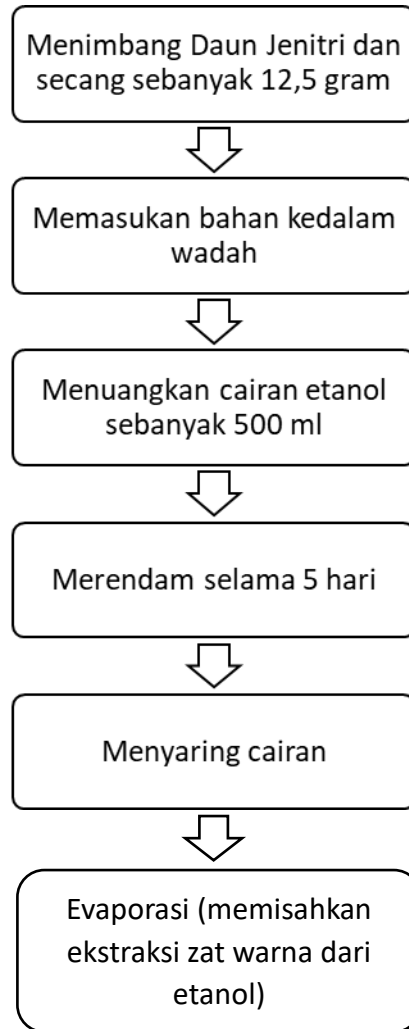 Menimbang Daun Jenitri dan
secang sebanyak 12,5 gram
Memasukan bahan kedalam
wadah
Menuangkan cairan etanol
sebanyak 500 ml
Merendam selama 5 hari
Menyaring cairan
Evaporasi (memisahkan
ekstraksi zat warna dari
etanol)